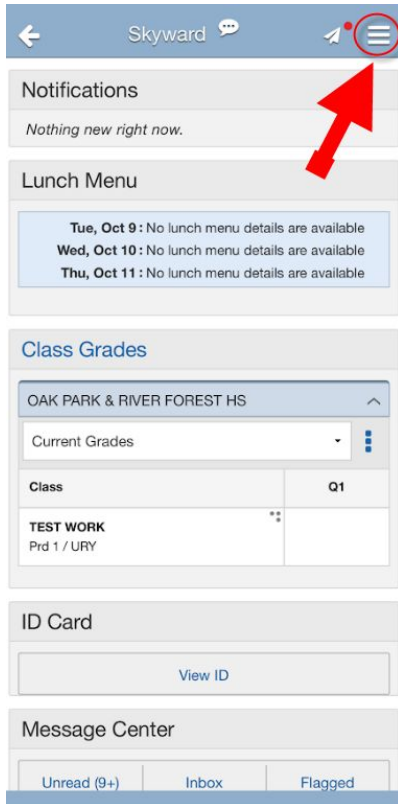 Skyward
Notifications
Nothing new right now.
Lunch Menu
Tue, Oct 9: No lunch menu details are available
Wed, Oct 10: No lunch menu details are available
Thu, Oct 11: No lunch menu details are available
Class Grades
OAK PARK & RIVER FOREST HS
Current Grades
Class Q1
TEST WORK
Prd 1 / URY
ID Card
View ID
Message Center
Unread (9+) Inbox Flagged